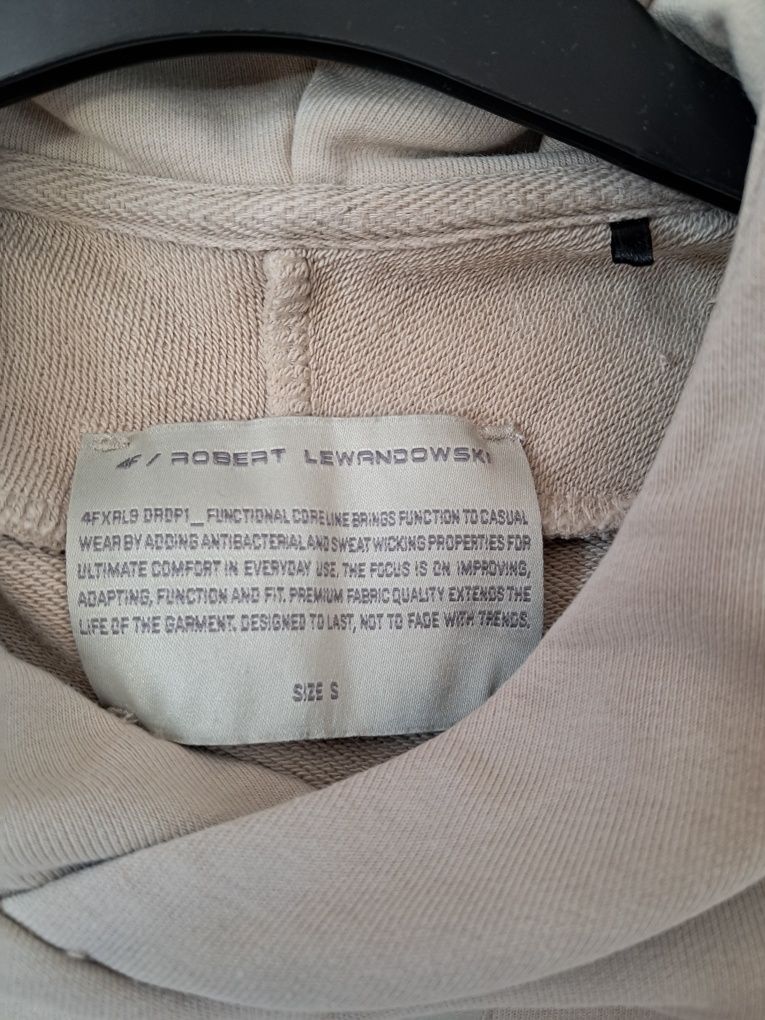 4F / ROBERT LEWANDOWSKI
4FXRL9 DROP1_ FUNCTIONAL CORE LINE BRINGS FUNCTION TO CASUAL
WEAR BY ADDING ANTIBACTERIAL AND SWEAT WICKING PROPERTIES FOR
ULTIMATE COMFORT IN EVERYDAY USE. THE FOCUS IS ON IMPROVING,
ADAPTING, FUNCTION AND FIT. PREMIUM FABRIC QUALITY EXTENDS THE
LIFE OF THE GARMENT. DESIGNED TO LAST, NOT TO FADE WITH TRENDS.
SIZE S